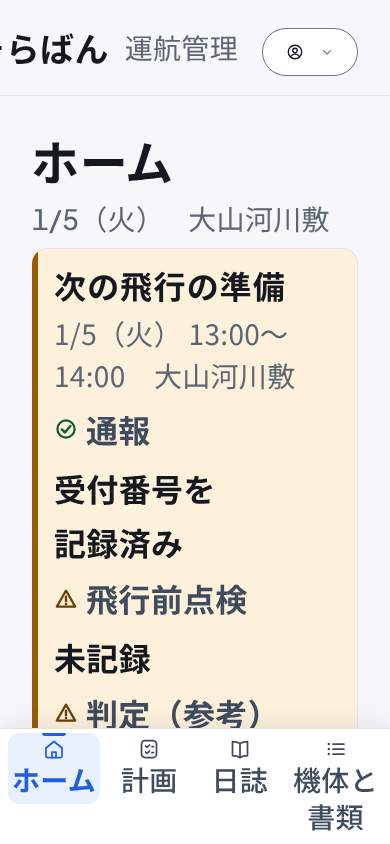 らばん 運航管理
ホーム
1/5（火） 大山河川敷
次の飛行の準備
1/5（火） 13:00〜
14:00 大山河川敷
通報
受付番号を
記録済み
飛行前点検
未記録
判定（参考）
ホーム
計画
日誌
機体と
書類